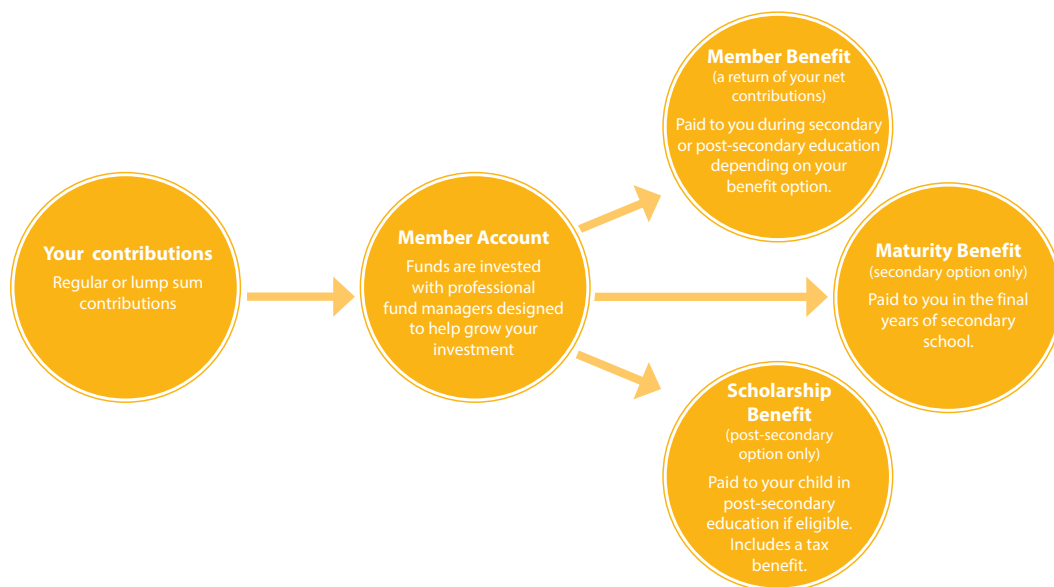 Your contributions
Regular or lump sum
contributions
Member Account
Funds are invested
with professional
fund managers designed
to help grow your
investment
Member Benefit
(a return of your net
contributions)
Paid to you during secondary
or post-secondary education
depending on your
benefit option.
Maturity Benefit
(secondary option only)
Paid to you in the final
years of secondary
school.
Scholarship
Benefit
(post-secondary
option only)
Paid to your child in
post-secondary
education if eligible.
Includes a tax
benefit.